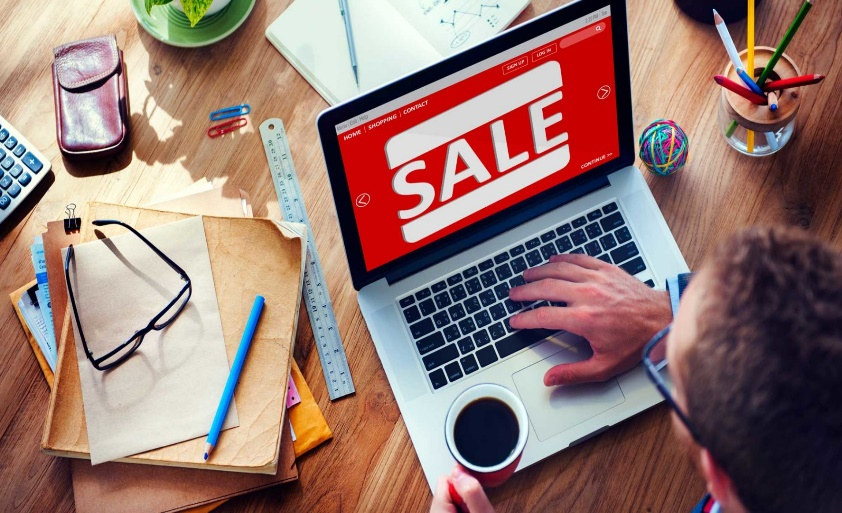 SIGN UP
LOG IN
HOME | SHOPPING | CONTACT
SALE
CONTINUE >>